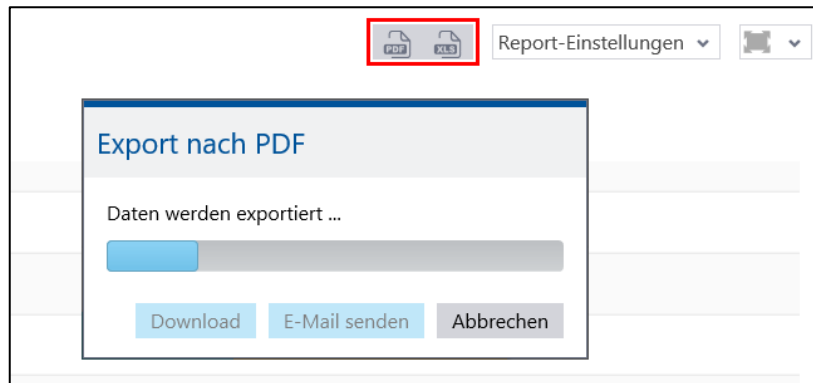 PDF XLS Report-Einstellungen
Export nach PDF
Daten werden exportiert ...
Download E-Mail senden Abbrechen